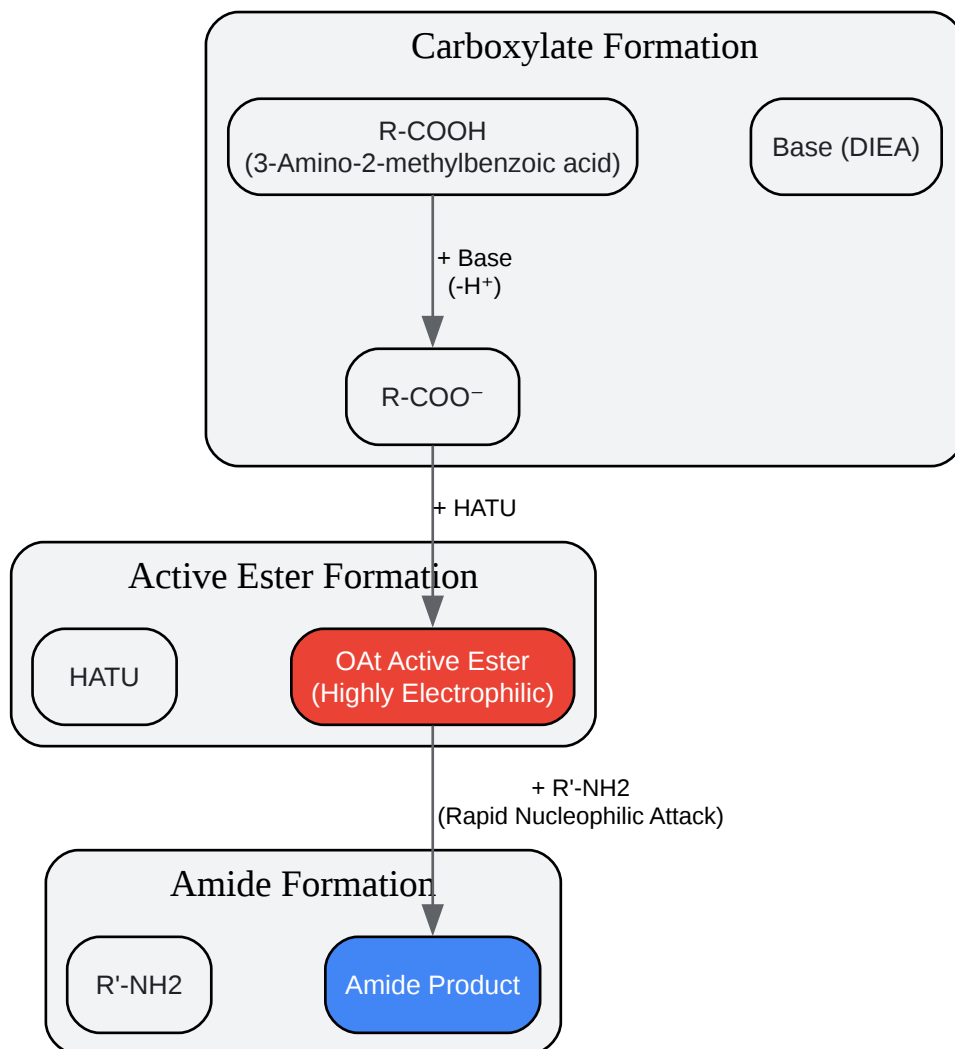 Carboxylate Formation
R-COOH
(3-Amino-2-methylbenzoic acid)
Base (DIEA)
+ Base
(-H⁺)
R-COO⁻
+ HATU
Active Ester Formation
HATU
OAt Active Ester
(Highly Electrophilic)
+ R'-NH2
(Rapid Nucleophilic Attack)
Amide Formation
R'-NH2
Amide Product